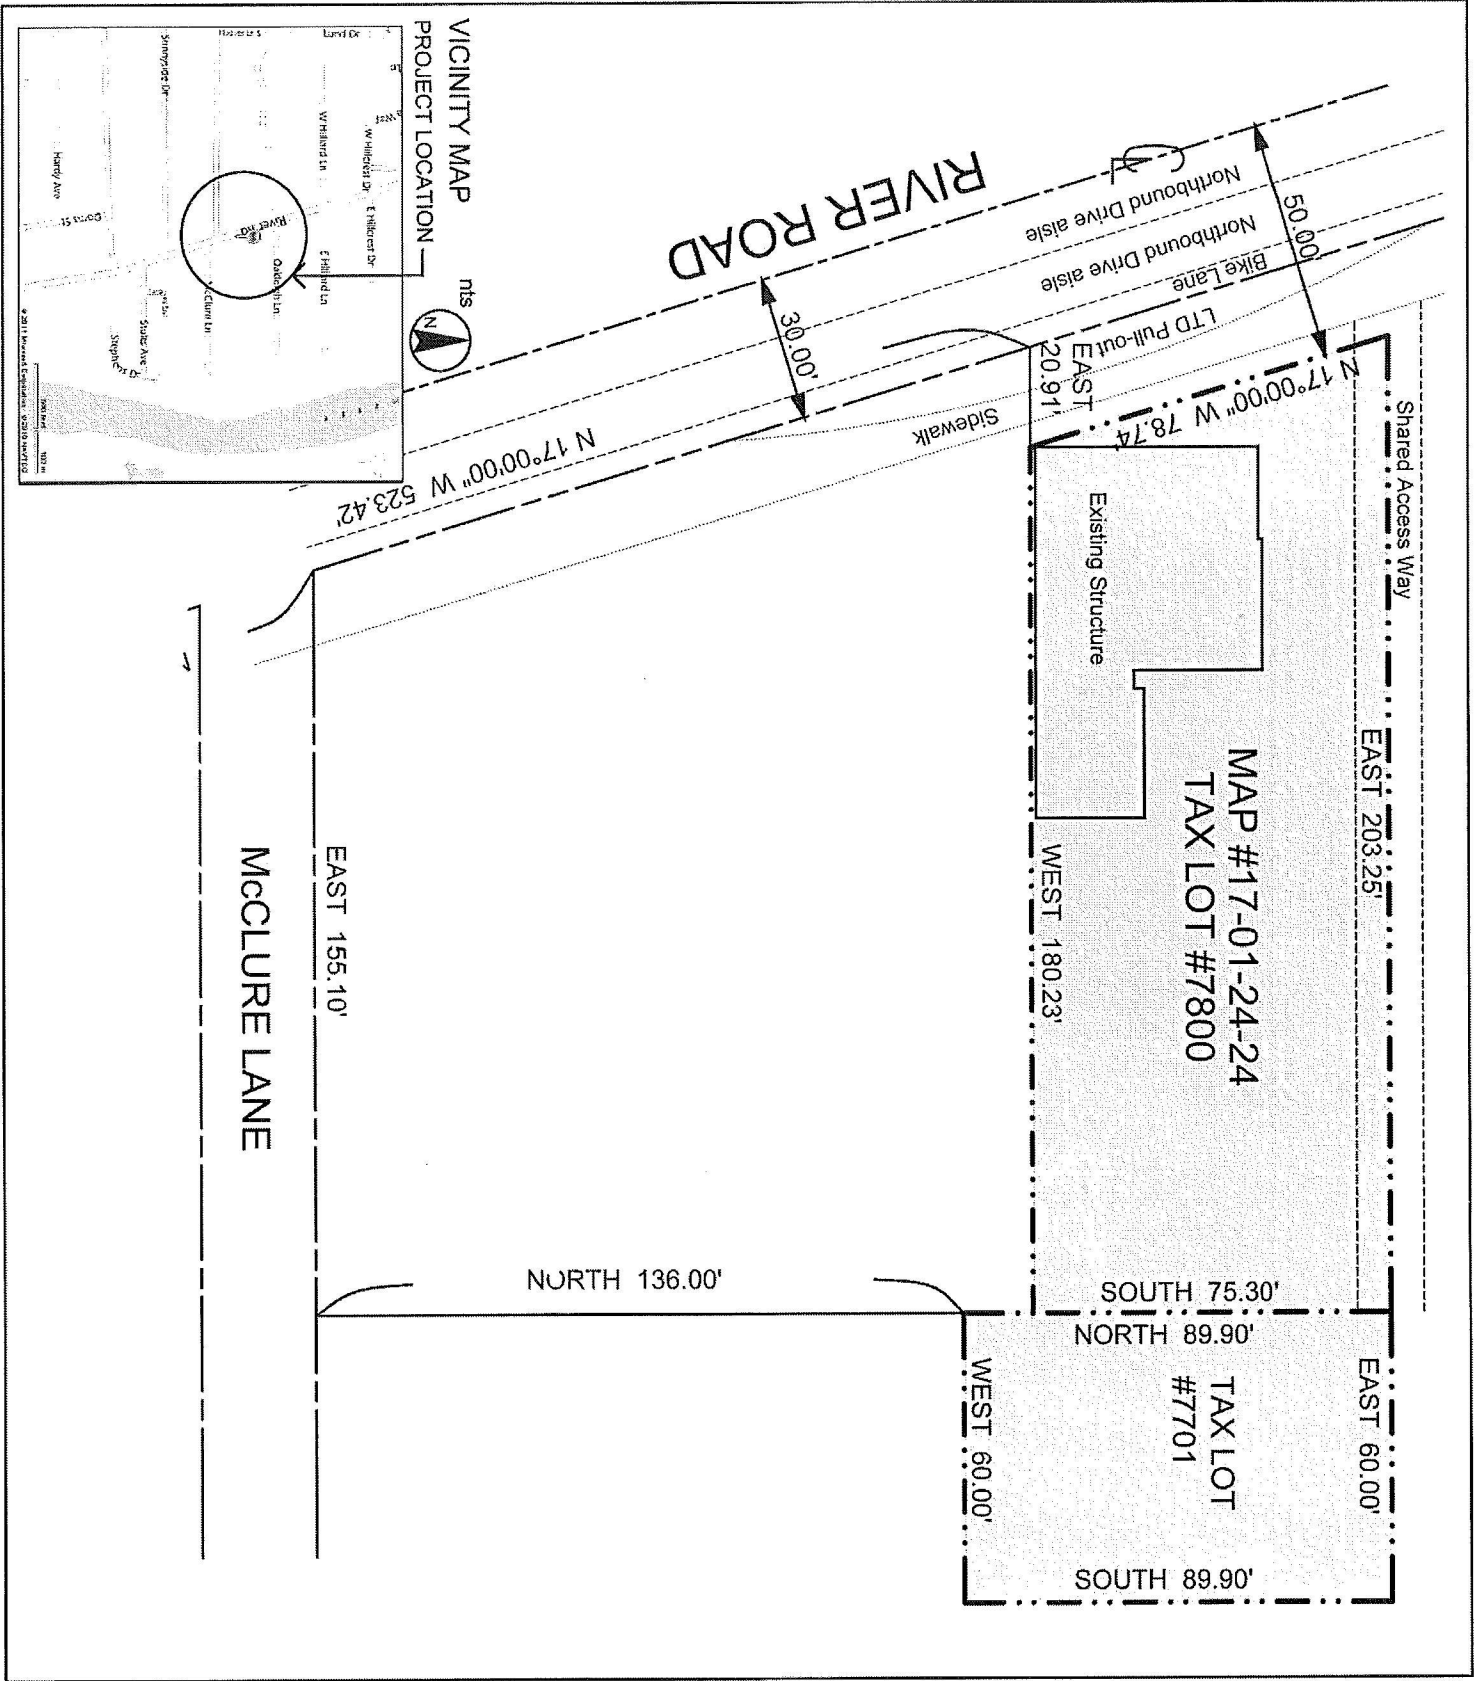 VICINITY MAP
PROJECT LOCATION
nts
N
Lund Dr
Sunnyside Dr
W Hillcrest Dr
E Hillcrest Dr
W Hilliard Ln
E Hilliard Ln
River Rd
Oakleigh Ln
McClure Ln
Hardy Ave
Stults Ave
RIVER ROAD
Northbound Drive aisle
Northbound Drive aisle
Bike Lane
LTD Pull-out
Sidewalk
50.00'
30.00'
EAST
20.91'
N 17°00'00" W 78.74
N 17°00'00" W 523.42'
Shared Access Way
EAST 203.25'
Existing Structure
MAP #17-01-24-24
TAX LOT #7800
WEST 180.23'
SOUTH 75.30'
NORTH 89.90'
EAST 60.00'
TAX LOT
#7701
WEST 60.00'
SOUTH 89.90'
NORTH 136.00'
EAST 155.10'
McCLURE LANE